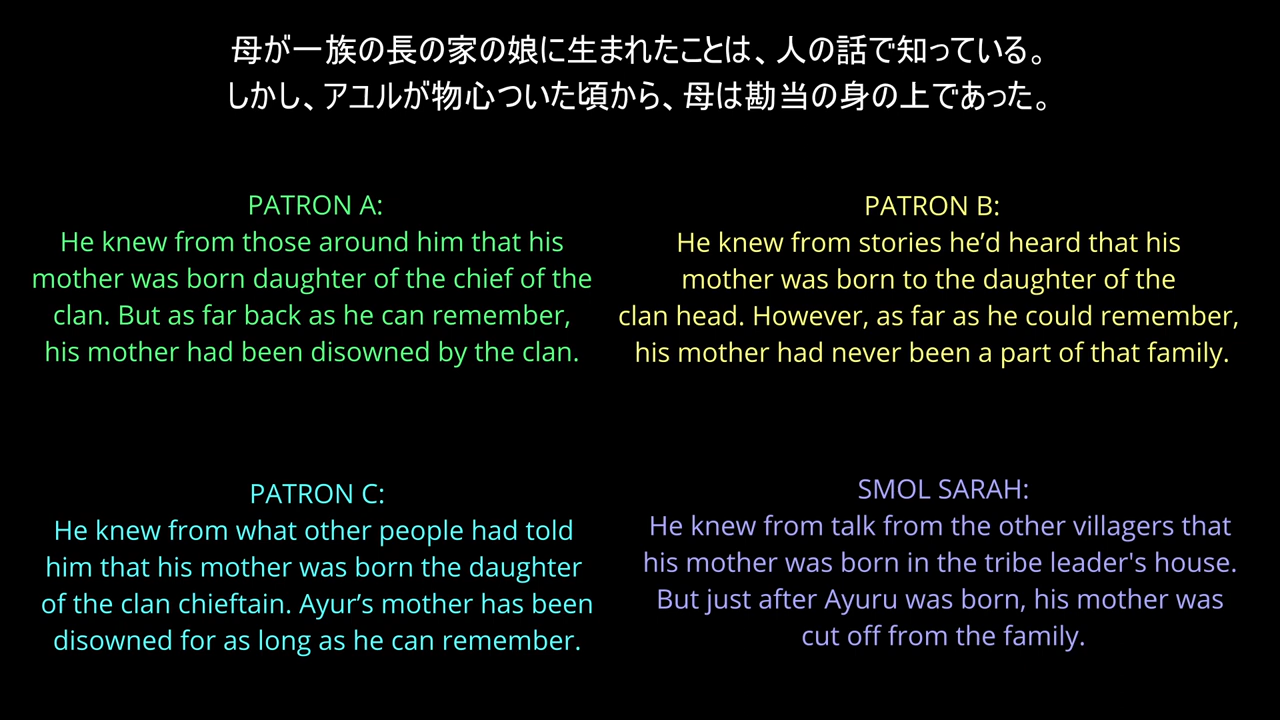 母が一族の長の家の娘に生まれたことは、人の話で知っている。
しかし、アユルが物心ついた頃から、母は勘当の身の上であった。
PATRON A:
He knew from those around him that his
mother was born daughter of the chief of the
clan. But as far back as he can remember,
his mother had been disowned by the clan.
PATRON B:
He knew from stories he’d heard that his
mother was born to the daughter of the
clan head. However, as far as he could remember,
his mother had never been a part of that family.
PATRON C:
He knew from what other people had told
him that his mother was born the daughter
of the clan chieftain. Ayur’s mother has been
disowned for as long as he can remember.
SMOL SARAH:
He knew from talk from the other villagers that
his mother was born in the tribe leader's house.
But just after Ayuru was born, his mother was
cut off from the family.